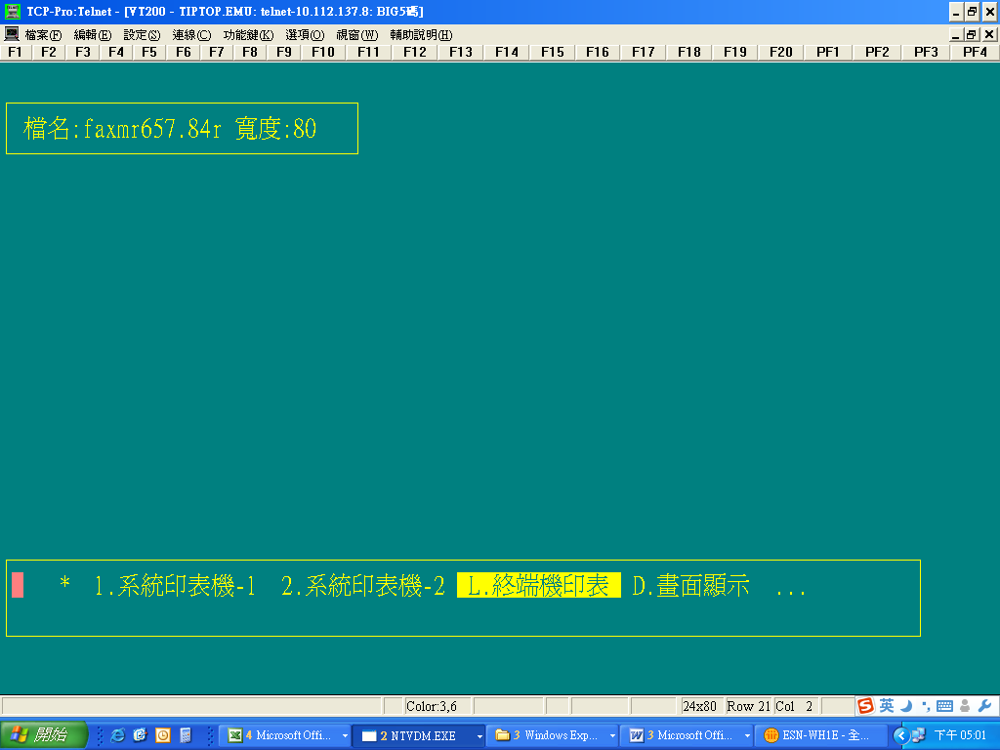 TCP-Pro:Telnet - [VT200 - TIPTOP.EMU: telnet-10.112.137.8: BIG5碼]
檔案(F) 編輯(E) 設定(S) 連線(C) 功能鍵(K) 選項(O) 視窗(W) 輔助說明(H)
F1 F2 F3 F4 F5 F6 F7 F8 F9 F10 F11 F12 F13 F14 F15 F16 F17 F18 F19 F20 PF1 PF2 PF3 PF4
檔名:faxmr657.84r 寬度:80
* 1.系統印表機-1 2.系統印表機-2 L.終端機印表 D.畫面顯示 ...
Color:3,6 24x80 Row 21 Col 2 英
開始 4 Microsoft Offi... 2 NTVDM.EXE 3 Windows Exp... 3 Microsoft Offi... ESN-WH1E - 全... 下午 05:01